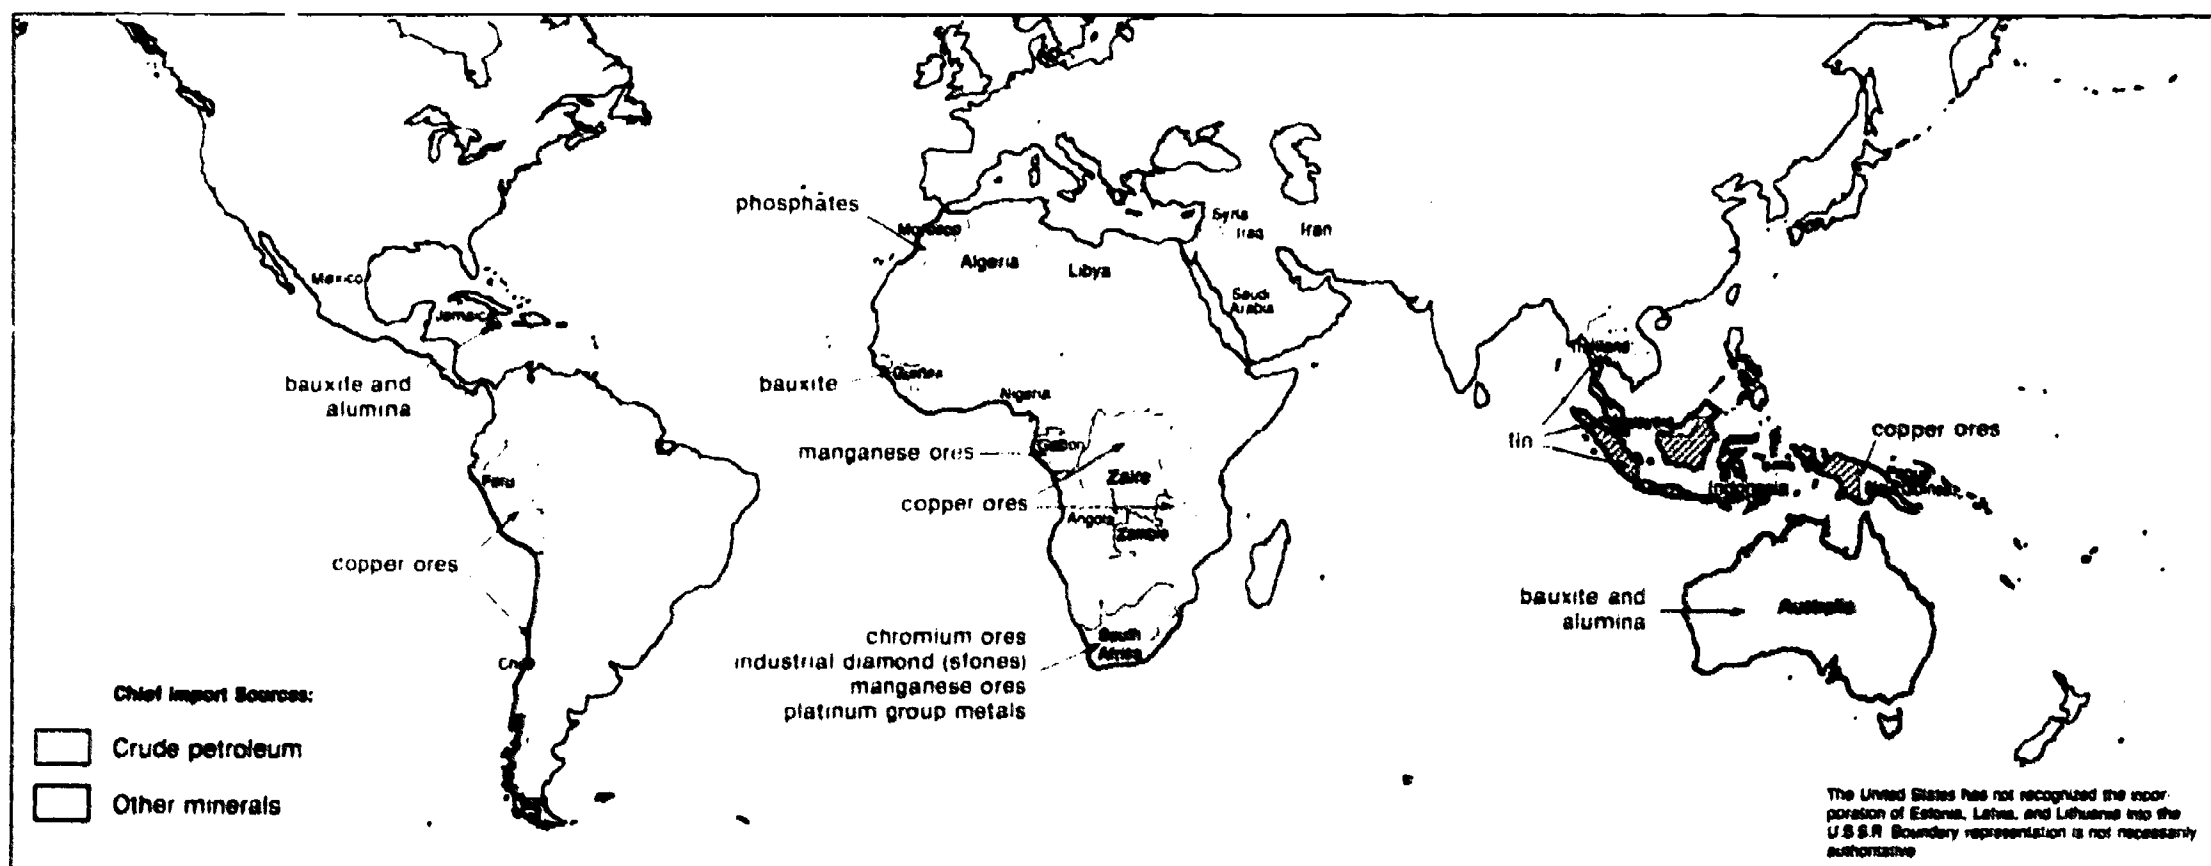 phosphates
Morocco
Algeria
Libya
Syria
Iraq
Iran
Saudi
Arabia
Mexico
Jamaica
bauxite and
alumina
bauxite
Guinea
Nigeria
manganese ores
Gabon
copper ores
Zaire
Angola
Zambia
Peru
copper ores
Chile
chromium ores
industrial diamond (stones)
manganese ores
platinum group metals
South
Africa
Thailand
tin
Indonesia
copper ores
Papua
bauxite and
alumina
Australia
Chief Import Sources:
Crude petroleum
Other minerals
The United States has not recognized the incor-
poration of Estonia, Latvia, and Lithuania into the
U.S.S.R. Boundary representation is not necessarily
authoritative